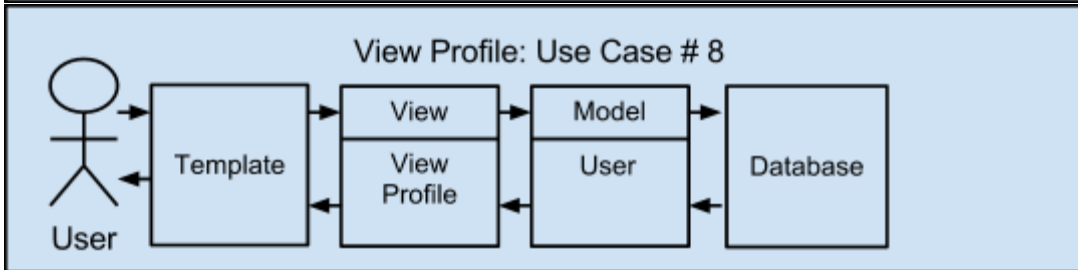 View Profile: Use Case # 8
View
Model
Template
View
Profile
User
Database
User